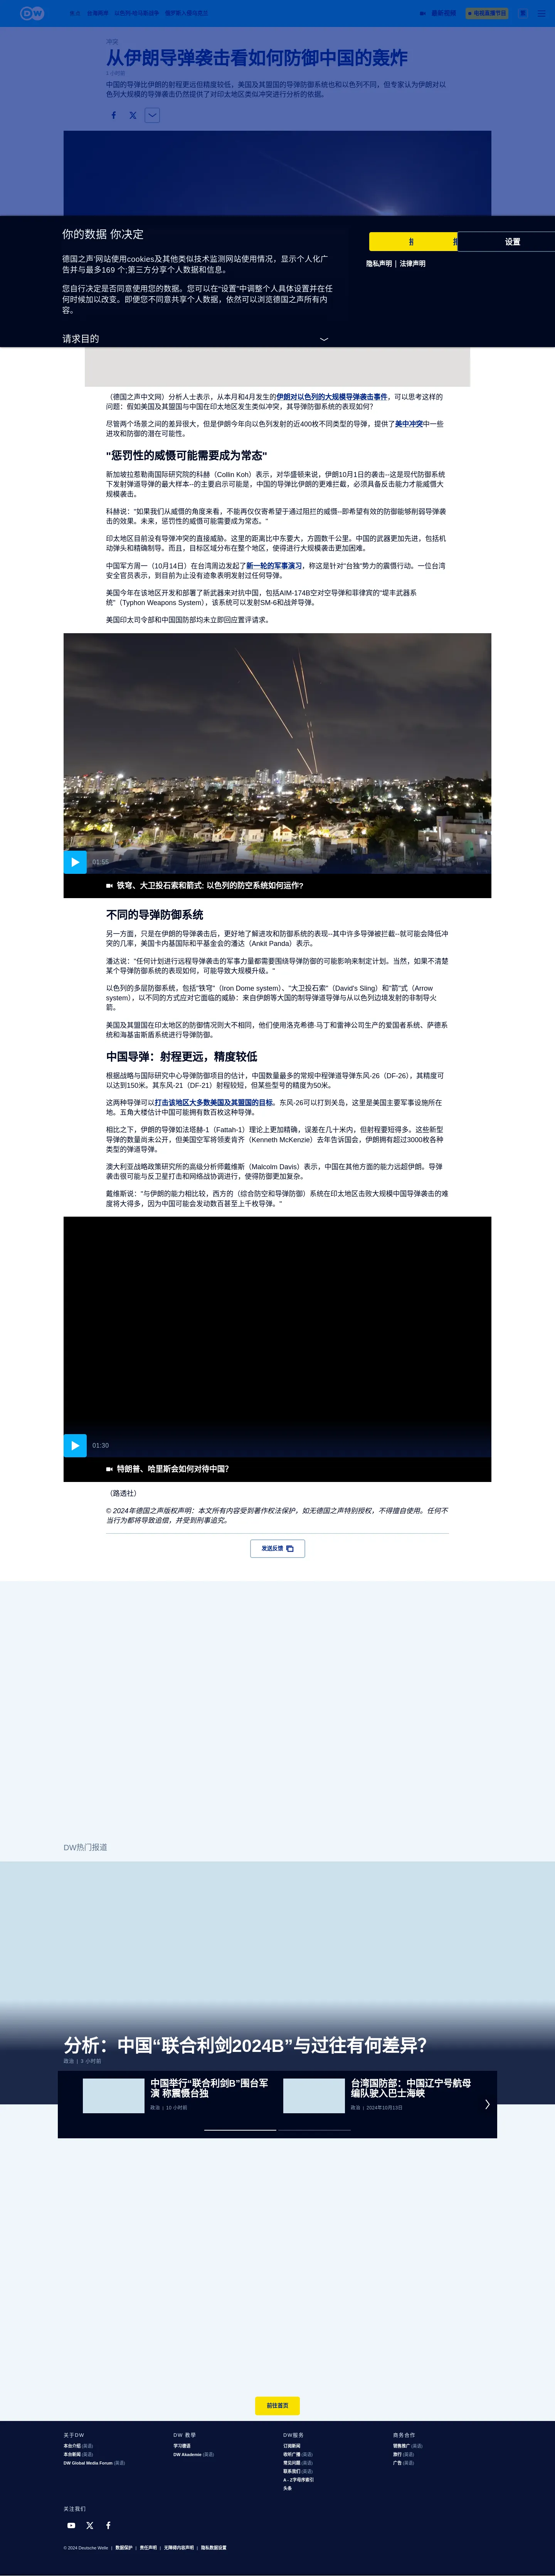 DW
焦点
台海两岸
以色列-哈马斯战争
俄罗斯入侵乌克兰
最新视频
电视直播节目
冲突
从伊朗导弹袭击看如何防御中国的轰炸
1 小时前
中国的导弹比伊朗的射程更远但精度较低，美国及其盟国的导弹防御系统也和以色列不同。但专家认为伊朗对以
色列大规模的导弹袭击仍然提供了对印太地区类似冲突进行分析的依据。
你的数据 你决定
德国之声'网站使用cookies及其他类似技术监测网站使用情况，显示个人化广
告并与最多169 个;第三方分享个人数据和信息。
您自行决定是否同意使用您的数据。您可以在“设置”中调整个人具体设置并在任
何时候加以改变。即便您不同意共享个人数据，依然可以浏览德国之声所有内
容。
请求目的
设置
隐私声明 | 法律声明
（德国之声中文网）分析人士表示，从本月和4月发生的伊朗对以色列的大规模导弹袭击事件，可以思考这样的
问题：假如美国及其盟国与中国在印太地区发生类似冲突，其导弹防御系统的表现如何?
尽管两个场景之间的差异很大，但是伊朗今年向以色列发射的近400枚不同类型的导弹，提供了美中冲突中一些
进攻和防御的潜在可能性。
"惩罚性的威慑可能需要成为常态"
新加坡拉惹勒南国际研究院的科赫（Collin Koh）表示，对华盛顿来说，伊朗10月1日的袭击--这是现代防御系统
下发射弹道导弹的最大样本--的主要启示可能是，中国的导弹比伊朗的更难拦截，必须具备反击能力才能威慑大
规模袭击。
科赫说：“如果我们从威慑的角度来看，不能再仅仅寄希望于通过阻拦的威慑--即希望有效的防御能够削弱导弹袭
击的效果。未来，惩罚性的威慑可能需要成为常态。”
印太地区目前没有导弹冲突的直接威胁。这里的距离比中东要大，方圆数千公里。中国的武器更加先进，包括机
动弹头和精确制导。而且，目标区域分布在整个地区，使得进行大规模袭击更加困难。
中国军方周一（10月14日）在台湾周边发起了新一轮的军事演习，称这是针对“台独”势力的震慑行动。一位台湾
安全官员表示，到目前为止没有迹象表明发射过任何导弹。
美国今年在该地区开发和部署了新武器来对抗中国，包括AIM-174B空对空导弹和菲律宾的“堤丰武器系
统”（Typhon Weapons System），该系统可以发射SM-6和战斧导弹。
美国印太司令部和中国国防部均未立即回应置评请求。
01:55
铁穹、大卫投石索和箭式: 以色列的防空系统如何运作?
不同的导弹防御系统
另一方面，只是在伊朗的导弹袭击后，更好地了解进攻和防御系统的表现--其中许多导弹被拦截--就可能会降低冲
突的几率，美国卡内基国际和平基金会的潘达（Ankit Panda）表示。
潘达说：“任何计划进行远程导弹袭击的军事力量都需要围绕导弹防御的可能影响来制定计划。当然，如果不清楚
某个导弹防御系统的表现如何，可能导致大规模升级。”
以色列的多层防御系统，包括“铁穹”（Iron Dome system）、"大卫投石索"（David's Sling）和"箭"式（Arrow
system），以不同的方式应对它面临的威胁：来自伊朗等大国的制导弹道导弹与从以色列边境发射的非制导火
箭。
美国及其盟国在印太地区的防御情况则大不相同，他们使用洛克希德·马丁和雷神公司生产的爱国者系统、萨德系
统和海基宙斯盾系统进行导弹防御。
中国导弹：射程更远，精度较低
根据战略与国际研究中心导弹防御项目的估计，中国数量最多的常规中程弹道导弹东风-26（DF-26），其精度可
以达到150米。其东风-21（DF-21）射程较短，但某些型号的精度为50米。
这两种导弹可以打击该地区大多数美国及其盟国的目标。东风-26可以打到关岛，这里是美国主要军事设施所在
地。五角大楼估计中国可能拥有数百枚这种导弹。
相比之下，伊朗的导弹如法塔赫-1（Fattah-1）理论上更加精确，误差在几十米内，但射程要短得多。这些新型
导弹的数量尚未公开，但美国空军将领麦肯齐（Kenneth McKenzie）去年告诉国会，伊朗拥有超过3000枚各种
类型的弹道导弹。
澳大利亚战略政策研究所的高级分析师戴维斯（Malcolm Davis）表示，中国在其他方面的能力远超伊朗。导弹
袭击很可能与反卫星打击和网络战协调进行，使得防御更加复杂。
戴维斯说：“与伊朗的能力相比较，西方的（综合防空和导弹防御）系统在印太地区击败大规模中国导弹袭击的难
度将大得多，因为中国可能会发动数百甚至上千枚导弹。”
01:30
特朗普、哈里斯会如何对待中国?
（路透社）
© 2024年德国之声版权声明：本文所有内容受到著作权法保护，如无德国之声特别授权，不得擅自使用。任何不
当行为都将导致追偿，并受到刑事追究。
发送反馈
DW热门报道
分析：中国“联合利剑2024B”与过往有何差异?
政治 | 3 小时前
中国举行“联合利剑B”围台军
演 称震慑台独
政治 | 10 小时前
台湾国防部：中国辽宁号航母
编队驶入巴士海峡
政治 | 2024年10月13日
前往首页
关于DW
本台介绍 (英语)
本台新闻 (英语)
DW Global Media Forum (英语)
DW 教學
学习德语
DW Akademie (英语)
DW服务
订阅新闻
收听广播 (英语)
常见问题 (英语)
联系我们 (英语)
A - Z字母序索引
头条
商务合作
销售推广 (英语)
旅行 (英语)
广告 (英语)
关注我们
© 2024 Deutsche Welle | 数据保护 | 责任声明 | 无障碍内容声明 | 隐私数据设置